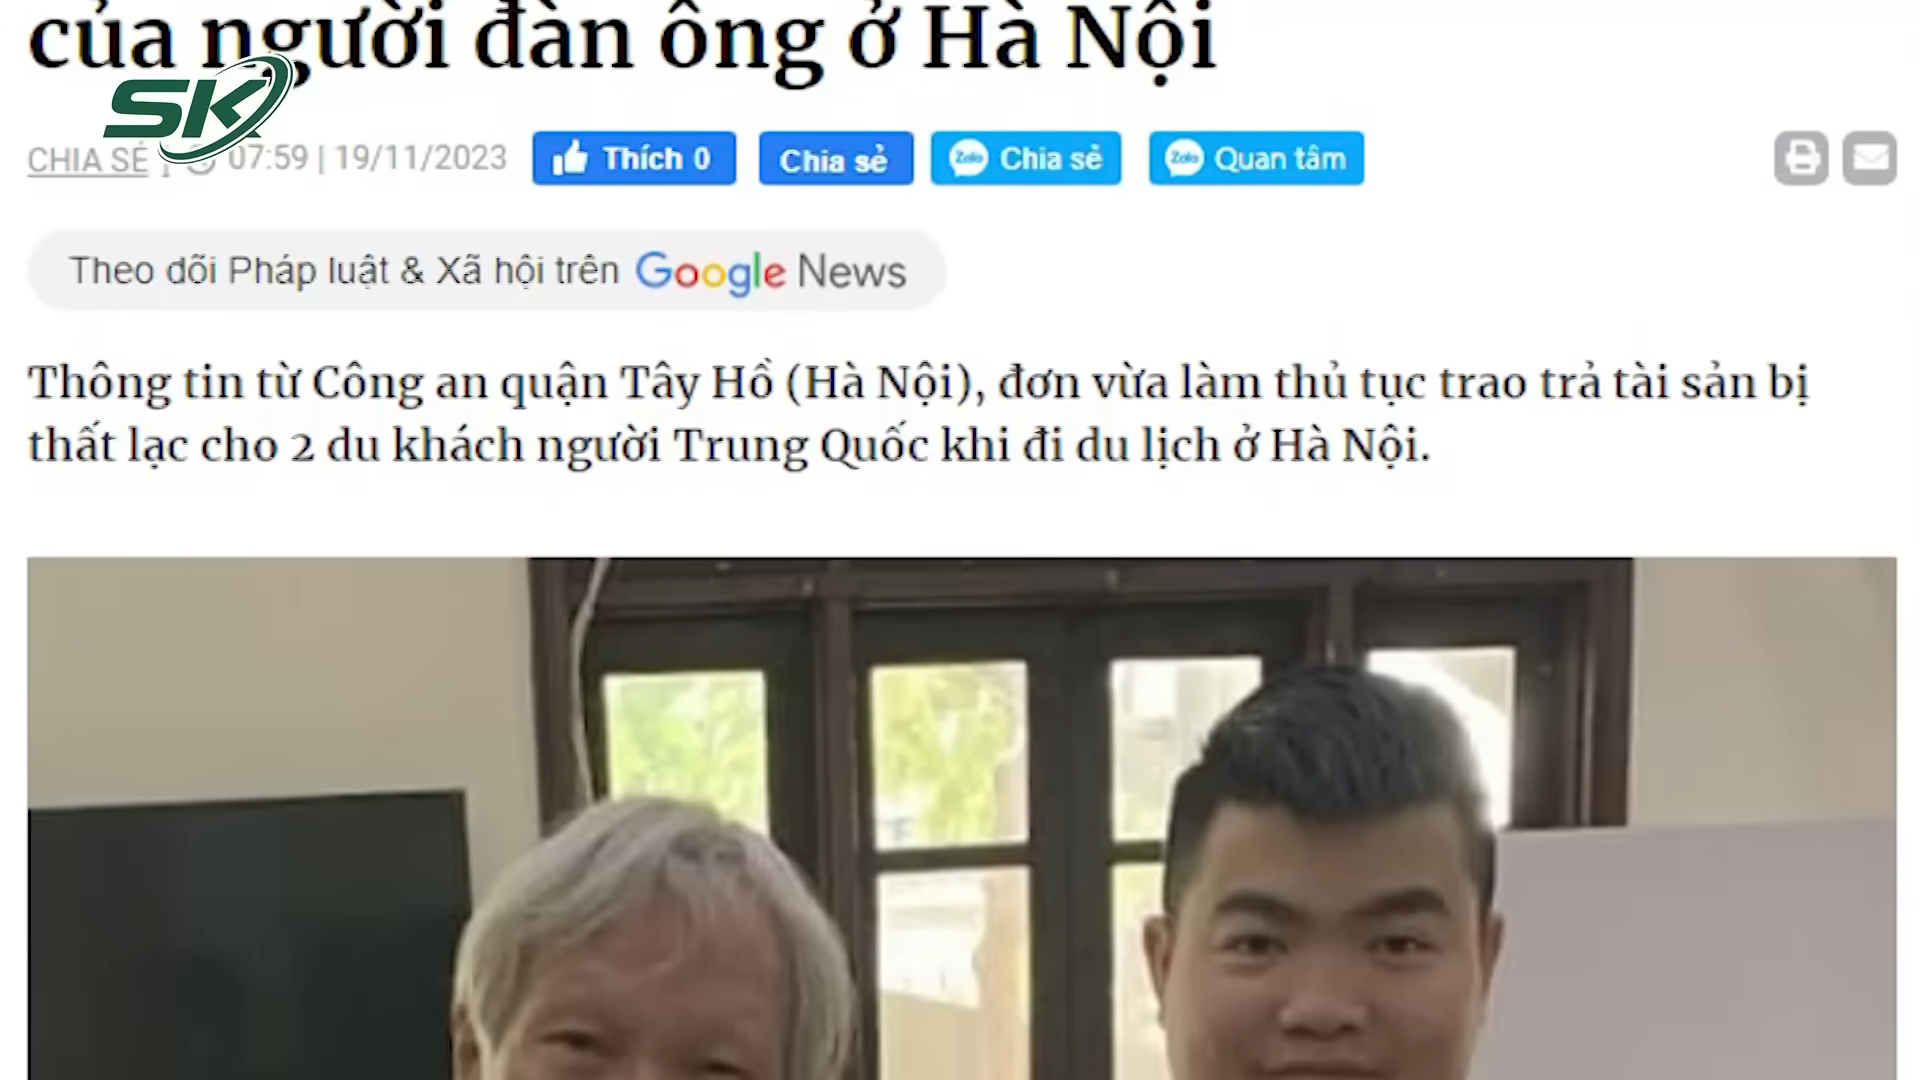 của người đàn ông ở Hà Nội
SK
CHIA SẺ | 07:59 | 19/11/2023 Thích 0 Chia sẻ Zalo Chia sẻ Zalo Quan tâm
Theo dõi Pháp luật & Xã hội trên Google News
Thông tin từ Công an quận Tây Hồ (Hà Nội), đơn vừa làm thủ tục trao trả tài sản bị
thất lạc cho 2 du khách người Trung Quốc khi đi du lịch ở Hà Nội.